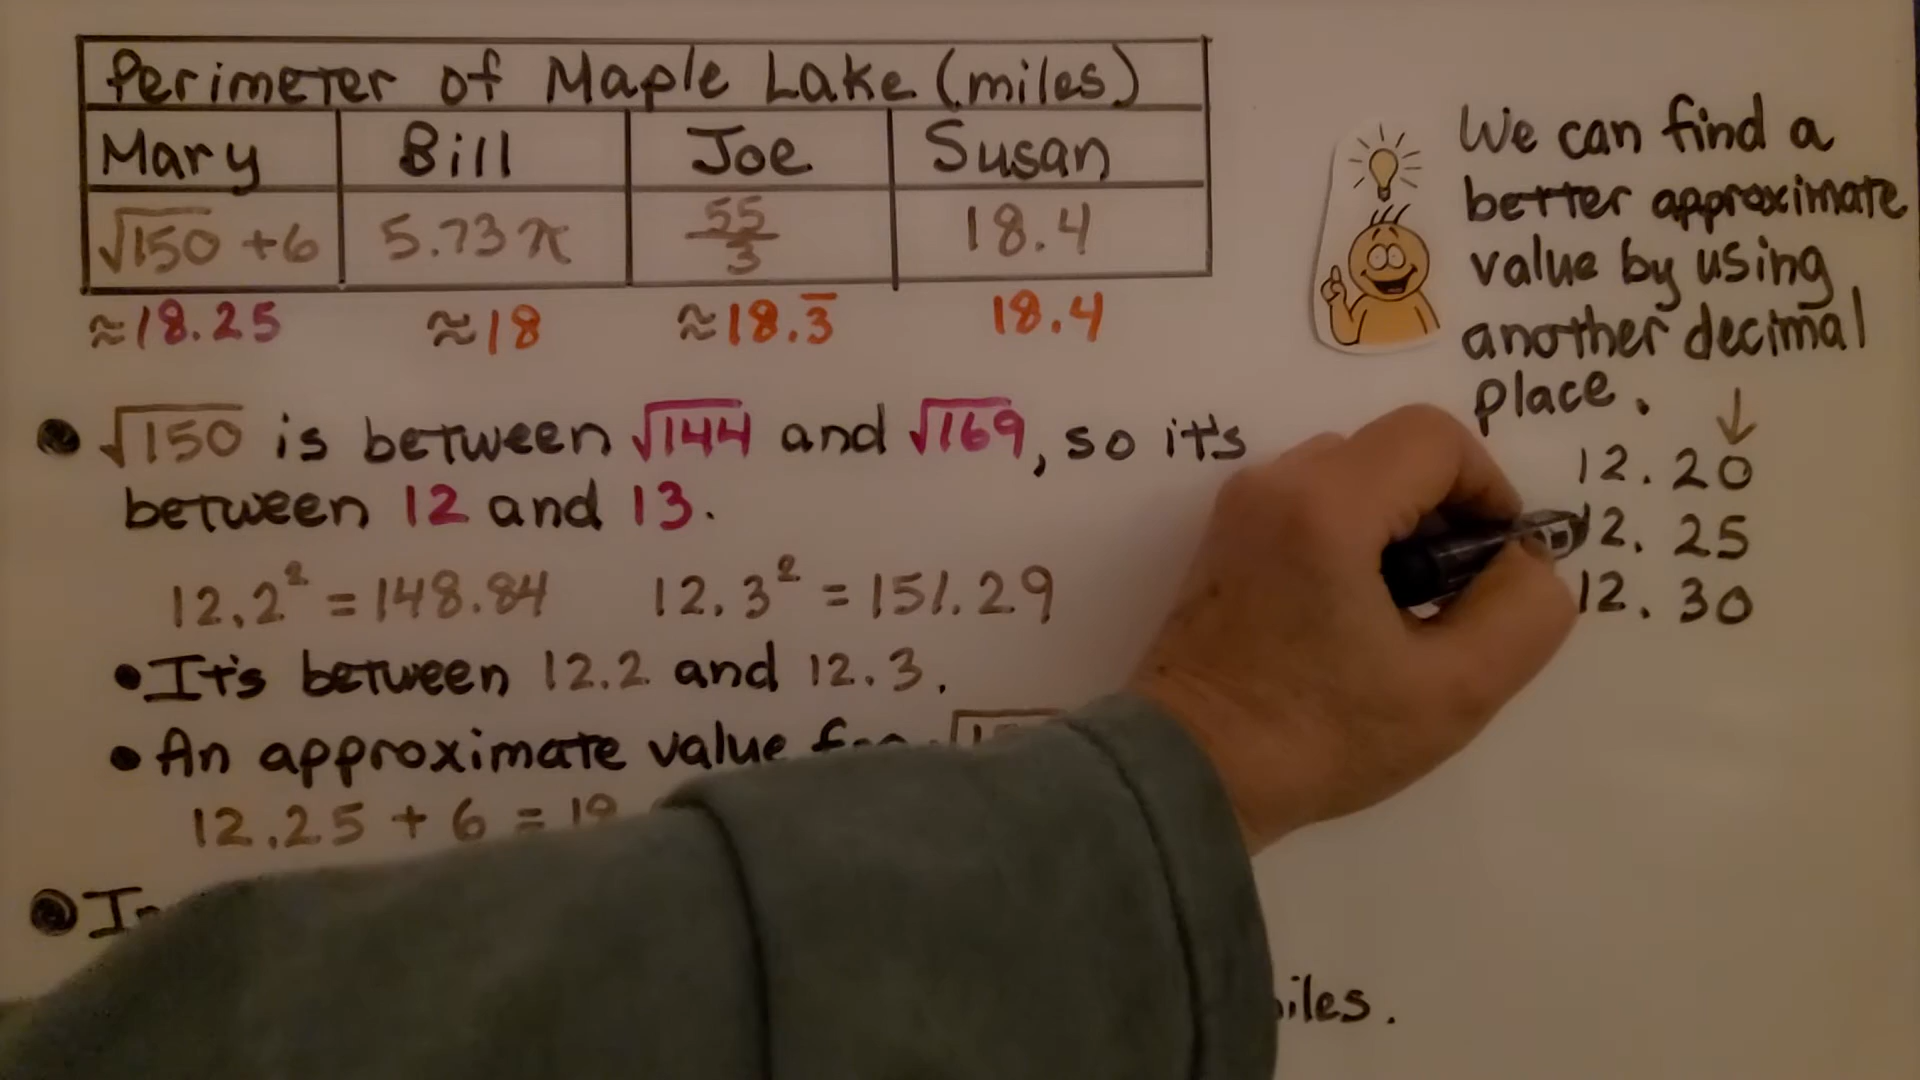 Perimeter of Maple Lake (miles)
Mary Bill Joe Susan
√150 + 6 5.73π 55/3 18.4
≈18.25 ≈18 ≈18.3̅ 18.4
We can find a
better approximate
value by using
another decimal
place.
↓
12.20
12.25
12.30
● √150 is between √144 and √169, so it's
between 12 and 13.
12.2² = 148.84 12.3² = 151.29
• It's between 12.2 and 12.3.
• An approximate value
12.25 + 6 =